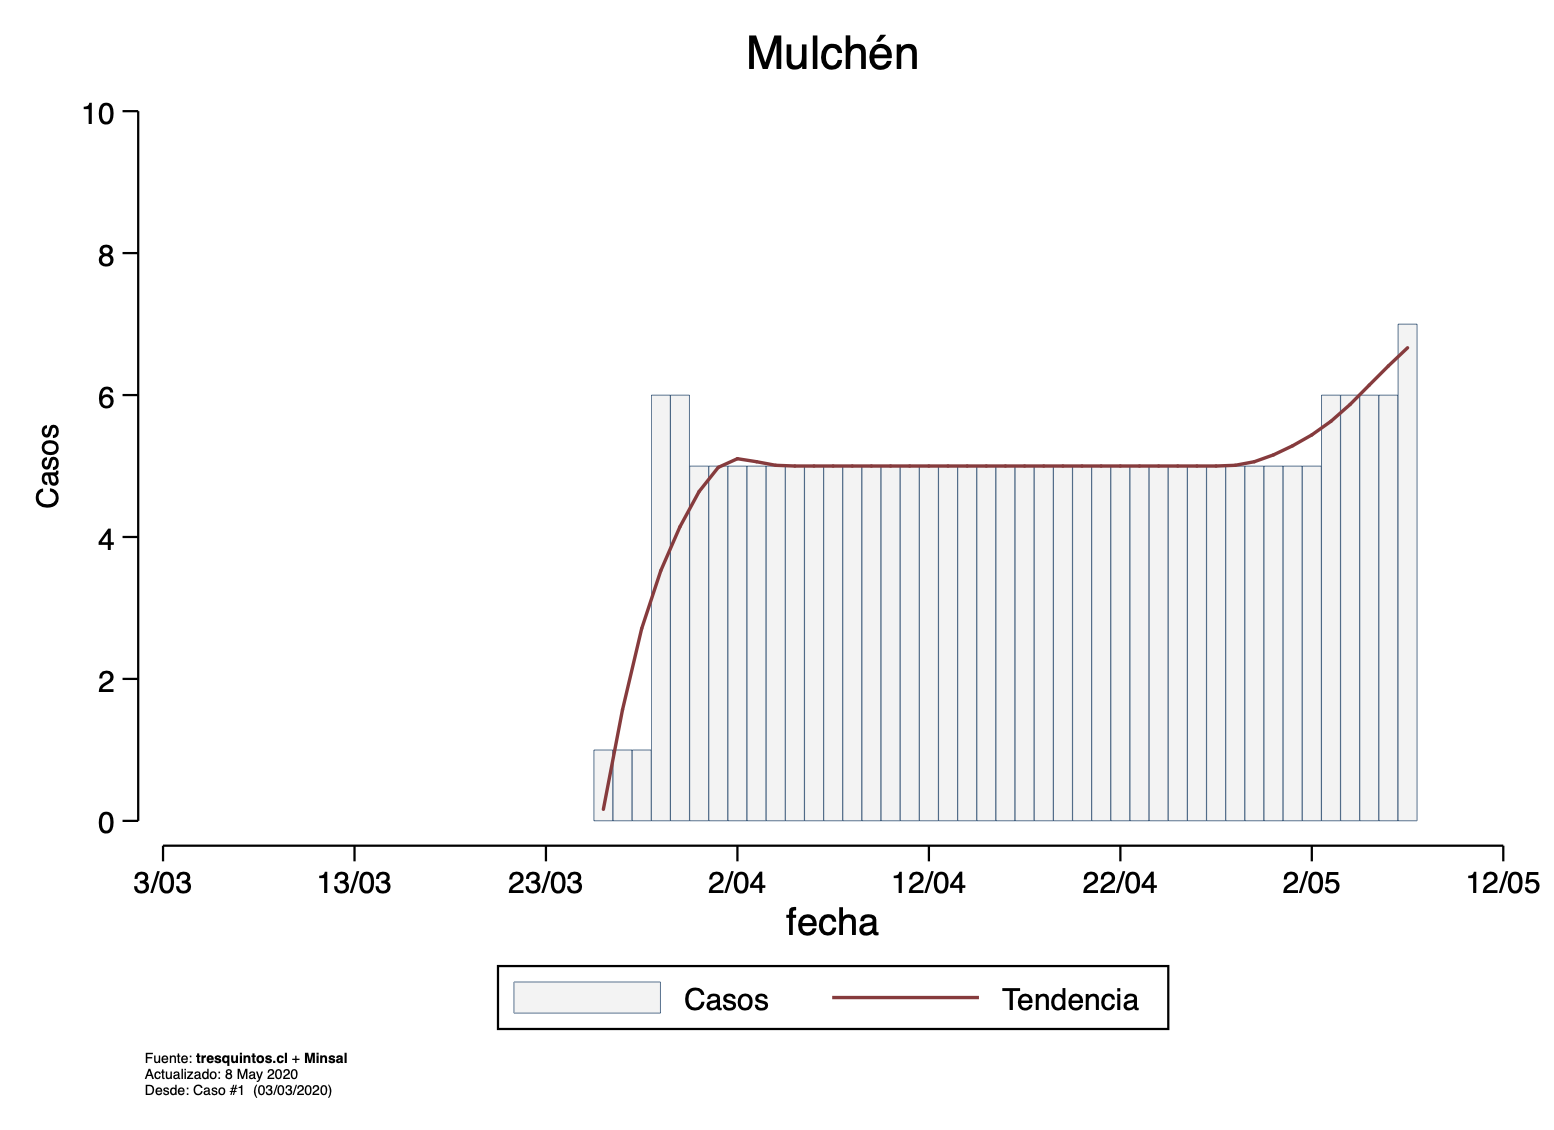 Mulchén
10
8
6
4
2
0
Casos
3/03 13/03 23/03 2/04 12/04 22/04 2/05 12/05
fecha
Casos Tendencia
Fuente: tresquintos.cl + Minsal
Actualizado: 8 May 2020
Desde: Caso #1 (03/03/2020)